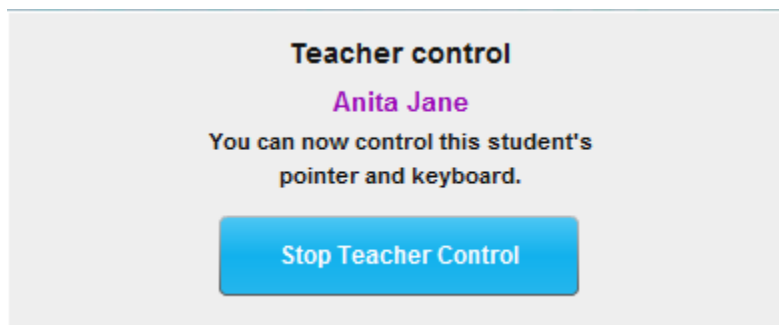 Teacher control
Anita Jane
You can now control this student's
pointer and keyboard.
Stop Teacher Control